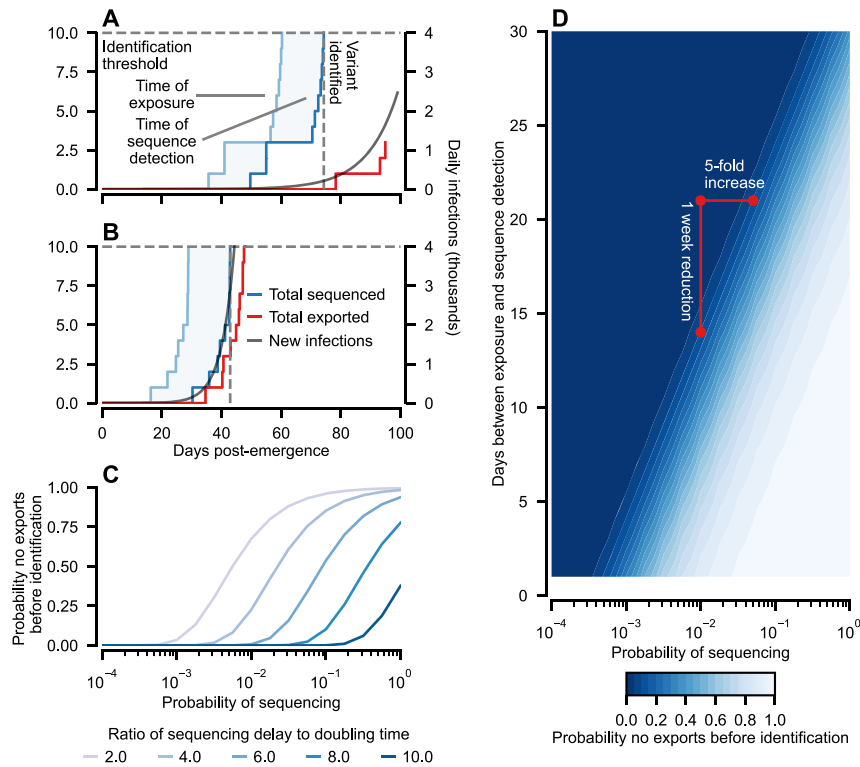 A
10.0
7.5
5.0
2.5
0.0
Identification
threshold
Time of
exposure
Time of
sequence
detection
Variant
identified
4
3
2
1
0
B
10.0
7.5
5.0
2.5
0.0
Total sequenced
Total exported
New infections
4
3
2
1
0
Daily infections (thousands)
0 20 40 60 80 100
Days post-emergence
C
Probability no exports
before identification
1.00
0.75
0.50
0.25
0.00
10⁻⁴ 10⁻³ 10⁻² 10⁻¹ 10⁰
Probability of sequencing
Ratio of sequencing delay to doubling time
2.0 4.0 6.0 8.0 10.0
D
Days between exposure and sequence detection
30
25
20
15
10
5
0
5-fold
increase
1 week reduction
10⁻⁴ 10⁻³ 10⁻² 10⁻¹ 10⁰
Probability of sequencing
0.0 0.2 0.4 0.6 0.8 1.0
Probability no exports before identification